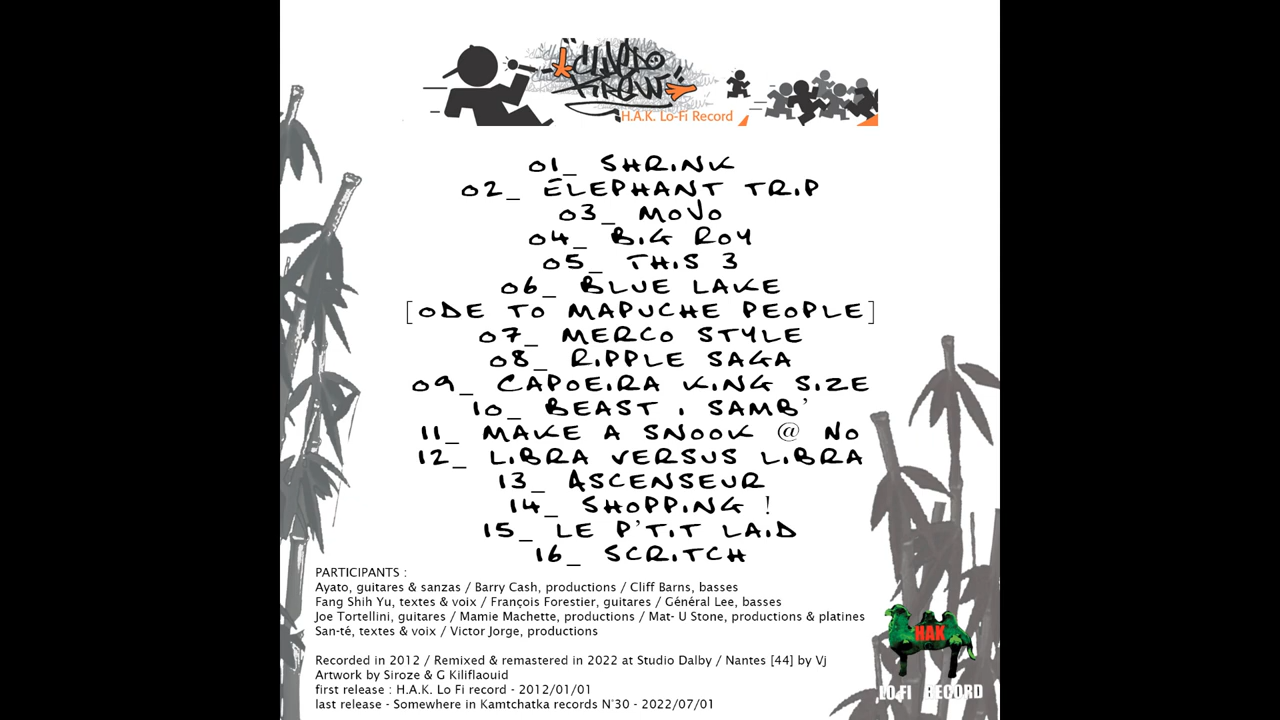 CLUEDO
KREW
H.A.K. Lo-Fi Record
01_ SHRINK
02_ ÉLEPHANT TRIP
03_ MOVO
04_ BIG ROY
05_ THIS 3
06_ BLUE LAKE
[ODE TO MAPUCHE PEOPLE]
07_ MERCO STYLE
08_ RIPPLE SAGA
09_ CAPOEIRA KING SIZE
10_ BEAST I SAMB'
11_ MAKE A SNOOK @ NO
12_ LIBRA VERSUS LIBRA
13_ ASCENSEUR
14_ SHOPPING !
15_ LE P'TIT LAID
16_ SCRITCH
PARTICIPANTS :
Ayato, guitares & sanzas / Barry Cash, productions / Cliff Barns, basses
Fang Shih Yu, textes & voix / François Forestier, guitares / Général Lee, basses
Joe Tortellini, guitares / Mamie Machette, productions / Mat- U Stone, productions & platines
San-té, textes & voix / Victor Jorge, productions
Recorded in 2012 / Remixed & remastered in 2022 at Studio Dalby / Nantes [44] by Vj
Artwork by Siroze & G Kiliflaouid
first release : H.A.K. Lo Fi record - 2012/01/01
last release - Somewhere in Kamtchatka records N°30 - 2022/07/01
HAK
LO FI RECORD